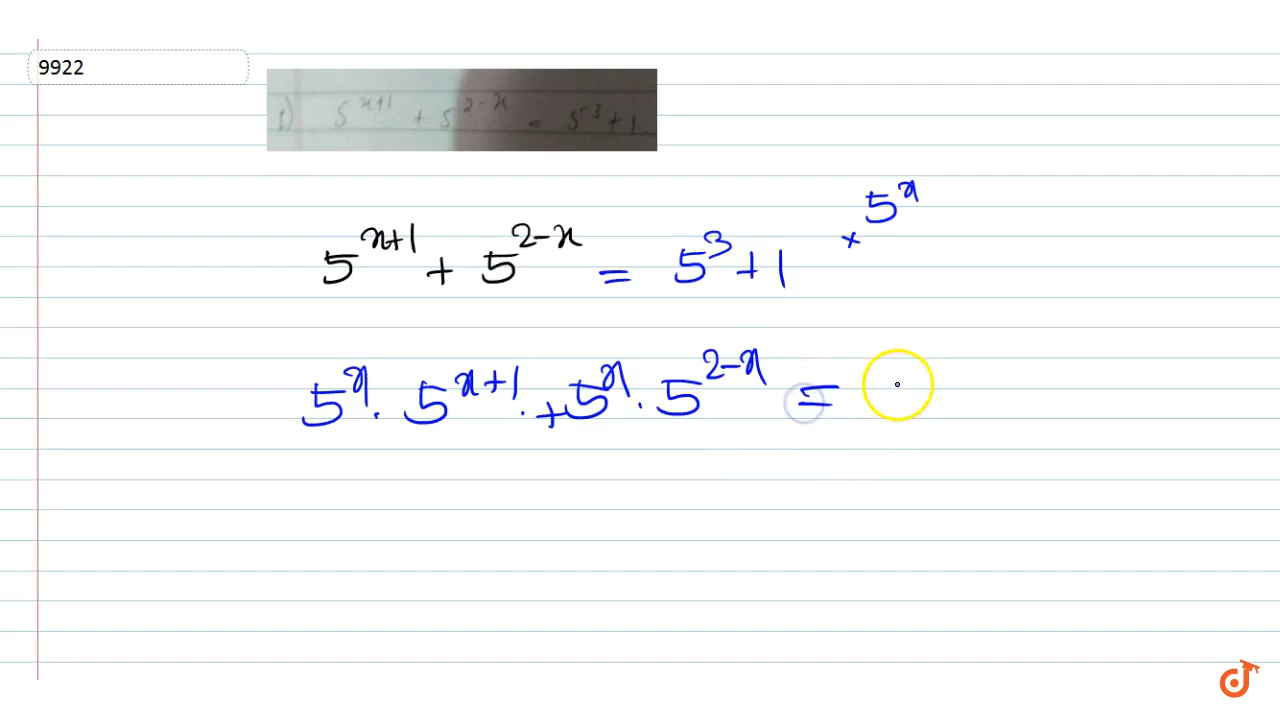 9922
i) 5^{x+1} + 5^{2-x} = 5^3 + 1
5^{x+1} + 5^{2-x} = 5^3 + 1 × 5^x
5^x . 5^{x+1} . + 5^x . 5^{2-x} =